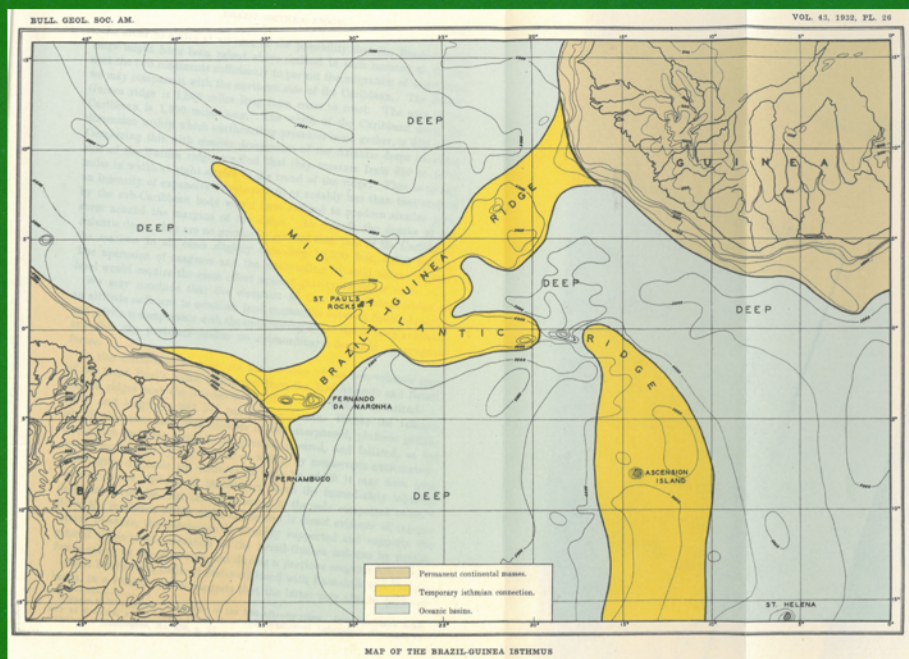 BULL. GEOL. SOC. AM.
VOL. 43, 1932, PL. 26
DEEP
GUINEA
DEEP
MID-ATLANTIC RIDGE
BRAZIL-GUINEA RIDGE
ST. PAUL'S
ROCKS
DEEP
DEEP
FERNANDO
DA NARONHA
PERNAMBUCO
BRAZIL
ASCENSION
ISLAND
DEEP
Permanent continental masses.
Temporary isthmian connection.
Oceanic basins.
ST. HELENA
MAP OF THE BRAZIL-GUINEA ISTHMUS